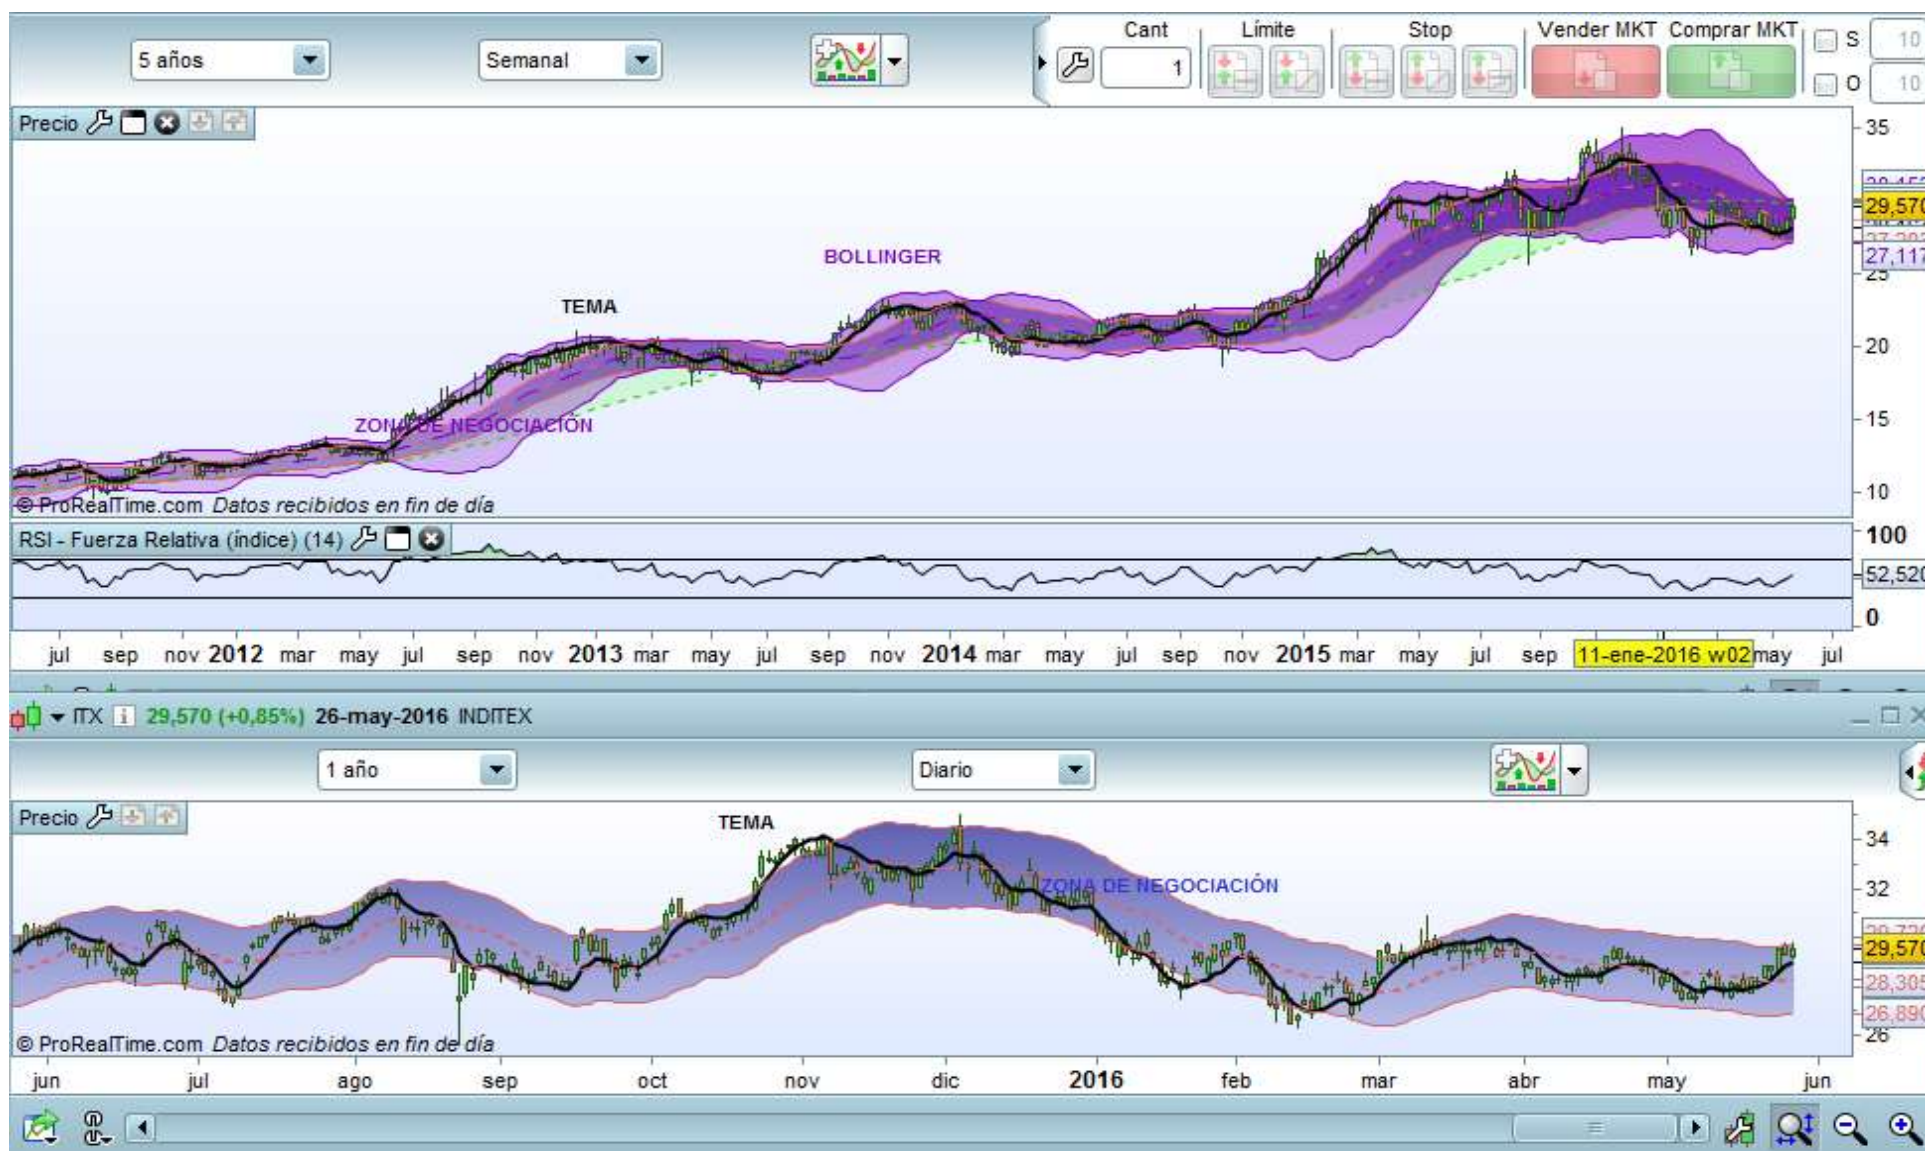 Cant Límite Stop Vender MKT Comprar MKT
5 años Semanal 1 S 10
O 10
Precio
35
29,570
27,117
25
BOLLINGER
TEMA
20
ZONA DE NEGOCIACIÓN
15
10
© ProRealTime.com Datos recibidos en fin de día
RSI - Fuerza Relativa (índice) (14)
100
52,520
0
jul sep nov 2012 mar may jul sep nov 2013 mar may jul sep nov 2014 mar may jul sep nov 2015 mar may jul sep 11-ene-2016 w02 may jul
ITX 29,570 (+0,85%) 26-may-2016 INDITEX
1 año Diario
Precio
TEMA
34
ZONA DE NEGOCIACIÓN
32
29,570
28,305
26,890
26
© ProRealTime.com Datos recibidos en fin de día
jun jul ago sep oct nov dic 2016 feb mar abr may jun